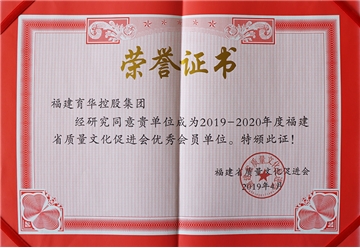 荣誉证书
福建育华控股集团
经研究同意贵单位成为2019-2020年度福建
省质量文化促进会优秀会员单位。特颁此证！
福建省质量文化促进会
2019年4月